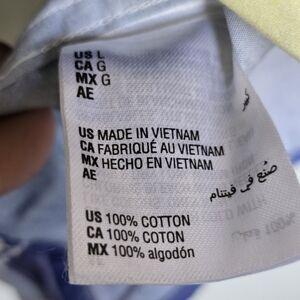 US L
CA G
MX G
AE
US MADE IN VIETNAM
CA FABRIQUÉ AU VIETNAM
MX HECHO EN VIETNAM
AE
صُنع في فيتنام
US 100% COTTON
CA 100% COTON
MX 100% algodón